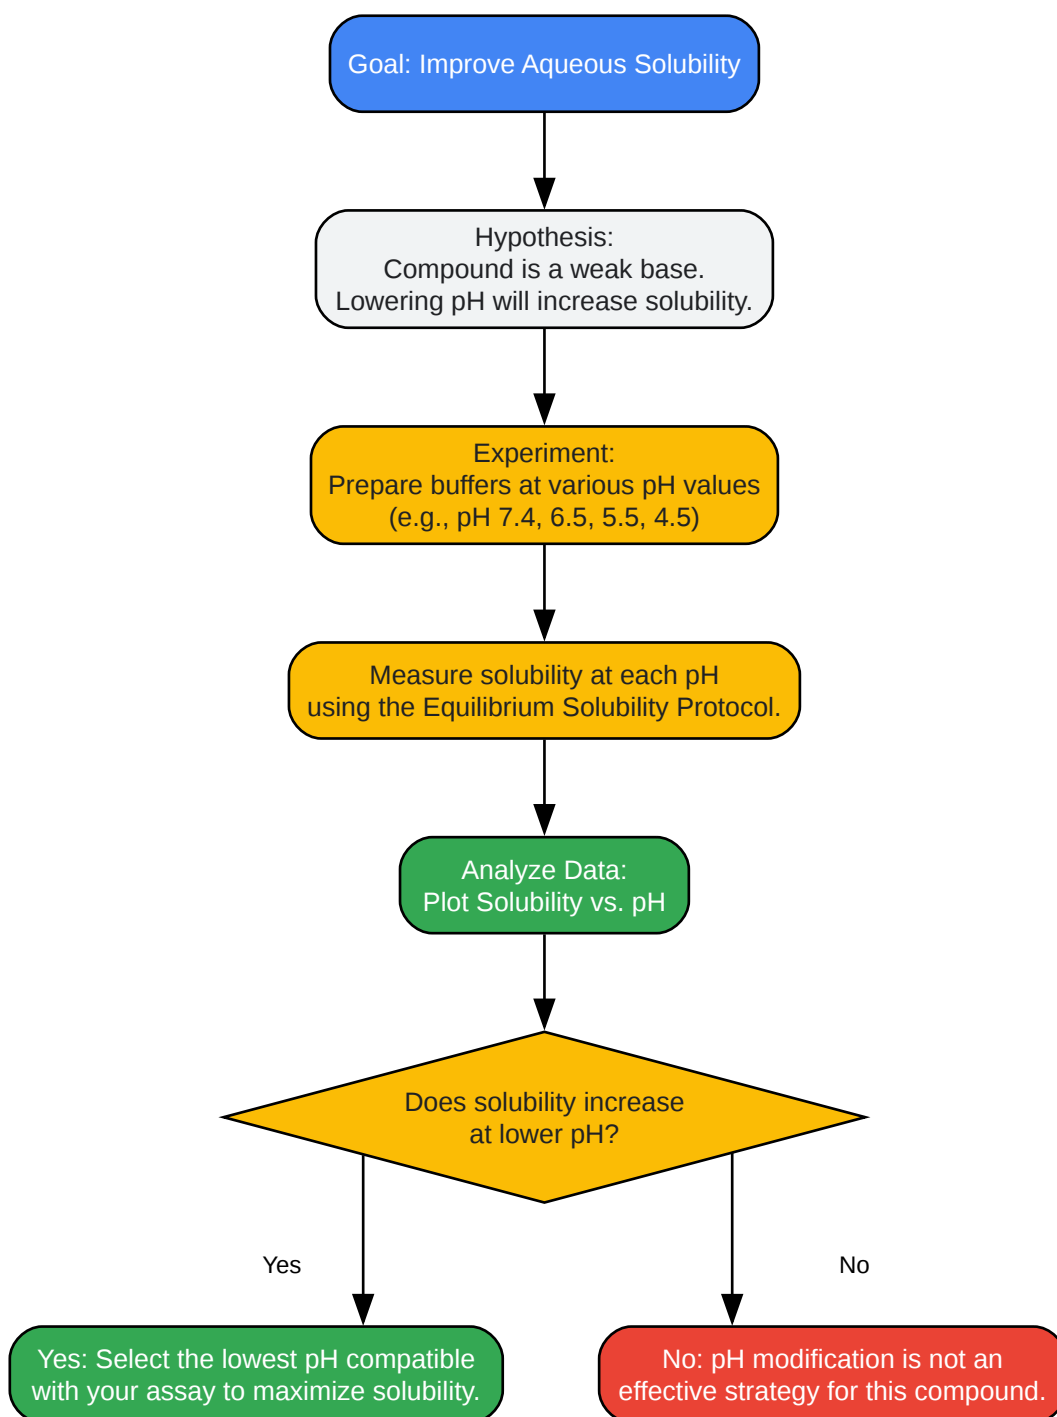 Goal: Improve Aqueous Solubility
Hypothesis:
Compound is a weak base.
Lowering pH will increase solubility.
Experiment:
Prepare buffers at various pH values
(e.g., pH 7.4, 6.5, 5.5, 4.5)
Measure solubility at each pH
using the Equilibrium Solubility Protocol.
Analyze Data:
Plot Solubility vs. pH
Does solubility increase
at lower pH?
Yes
No
Yes: Select the lowest pH compatible
with your assay to maximize solubility.
No: pH modification is not an
effective strategy for this compound.